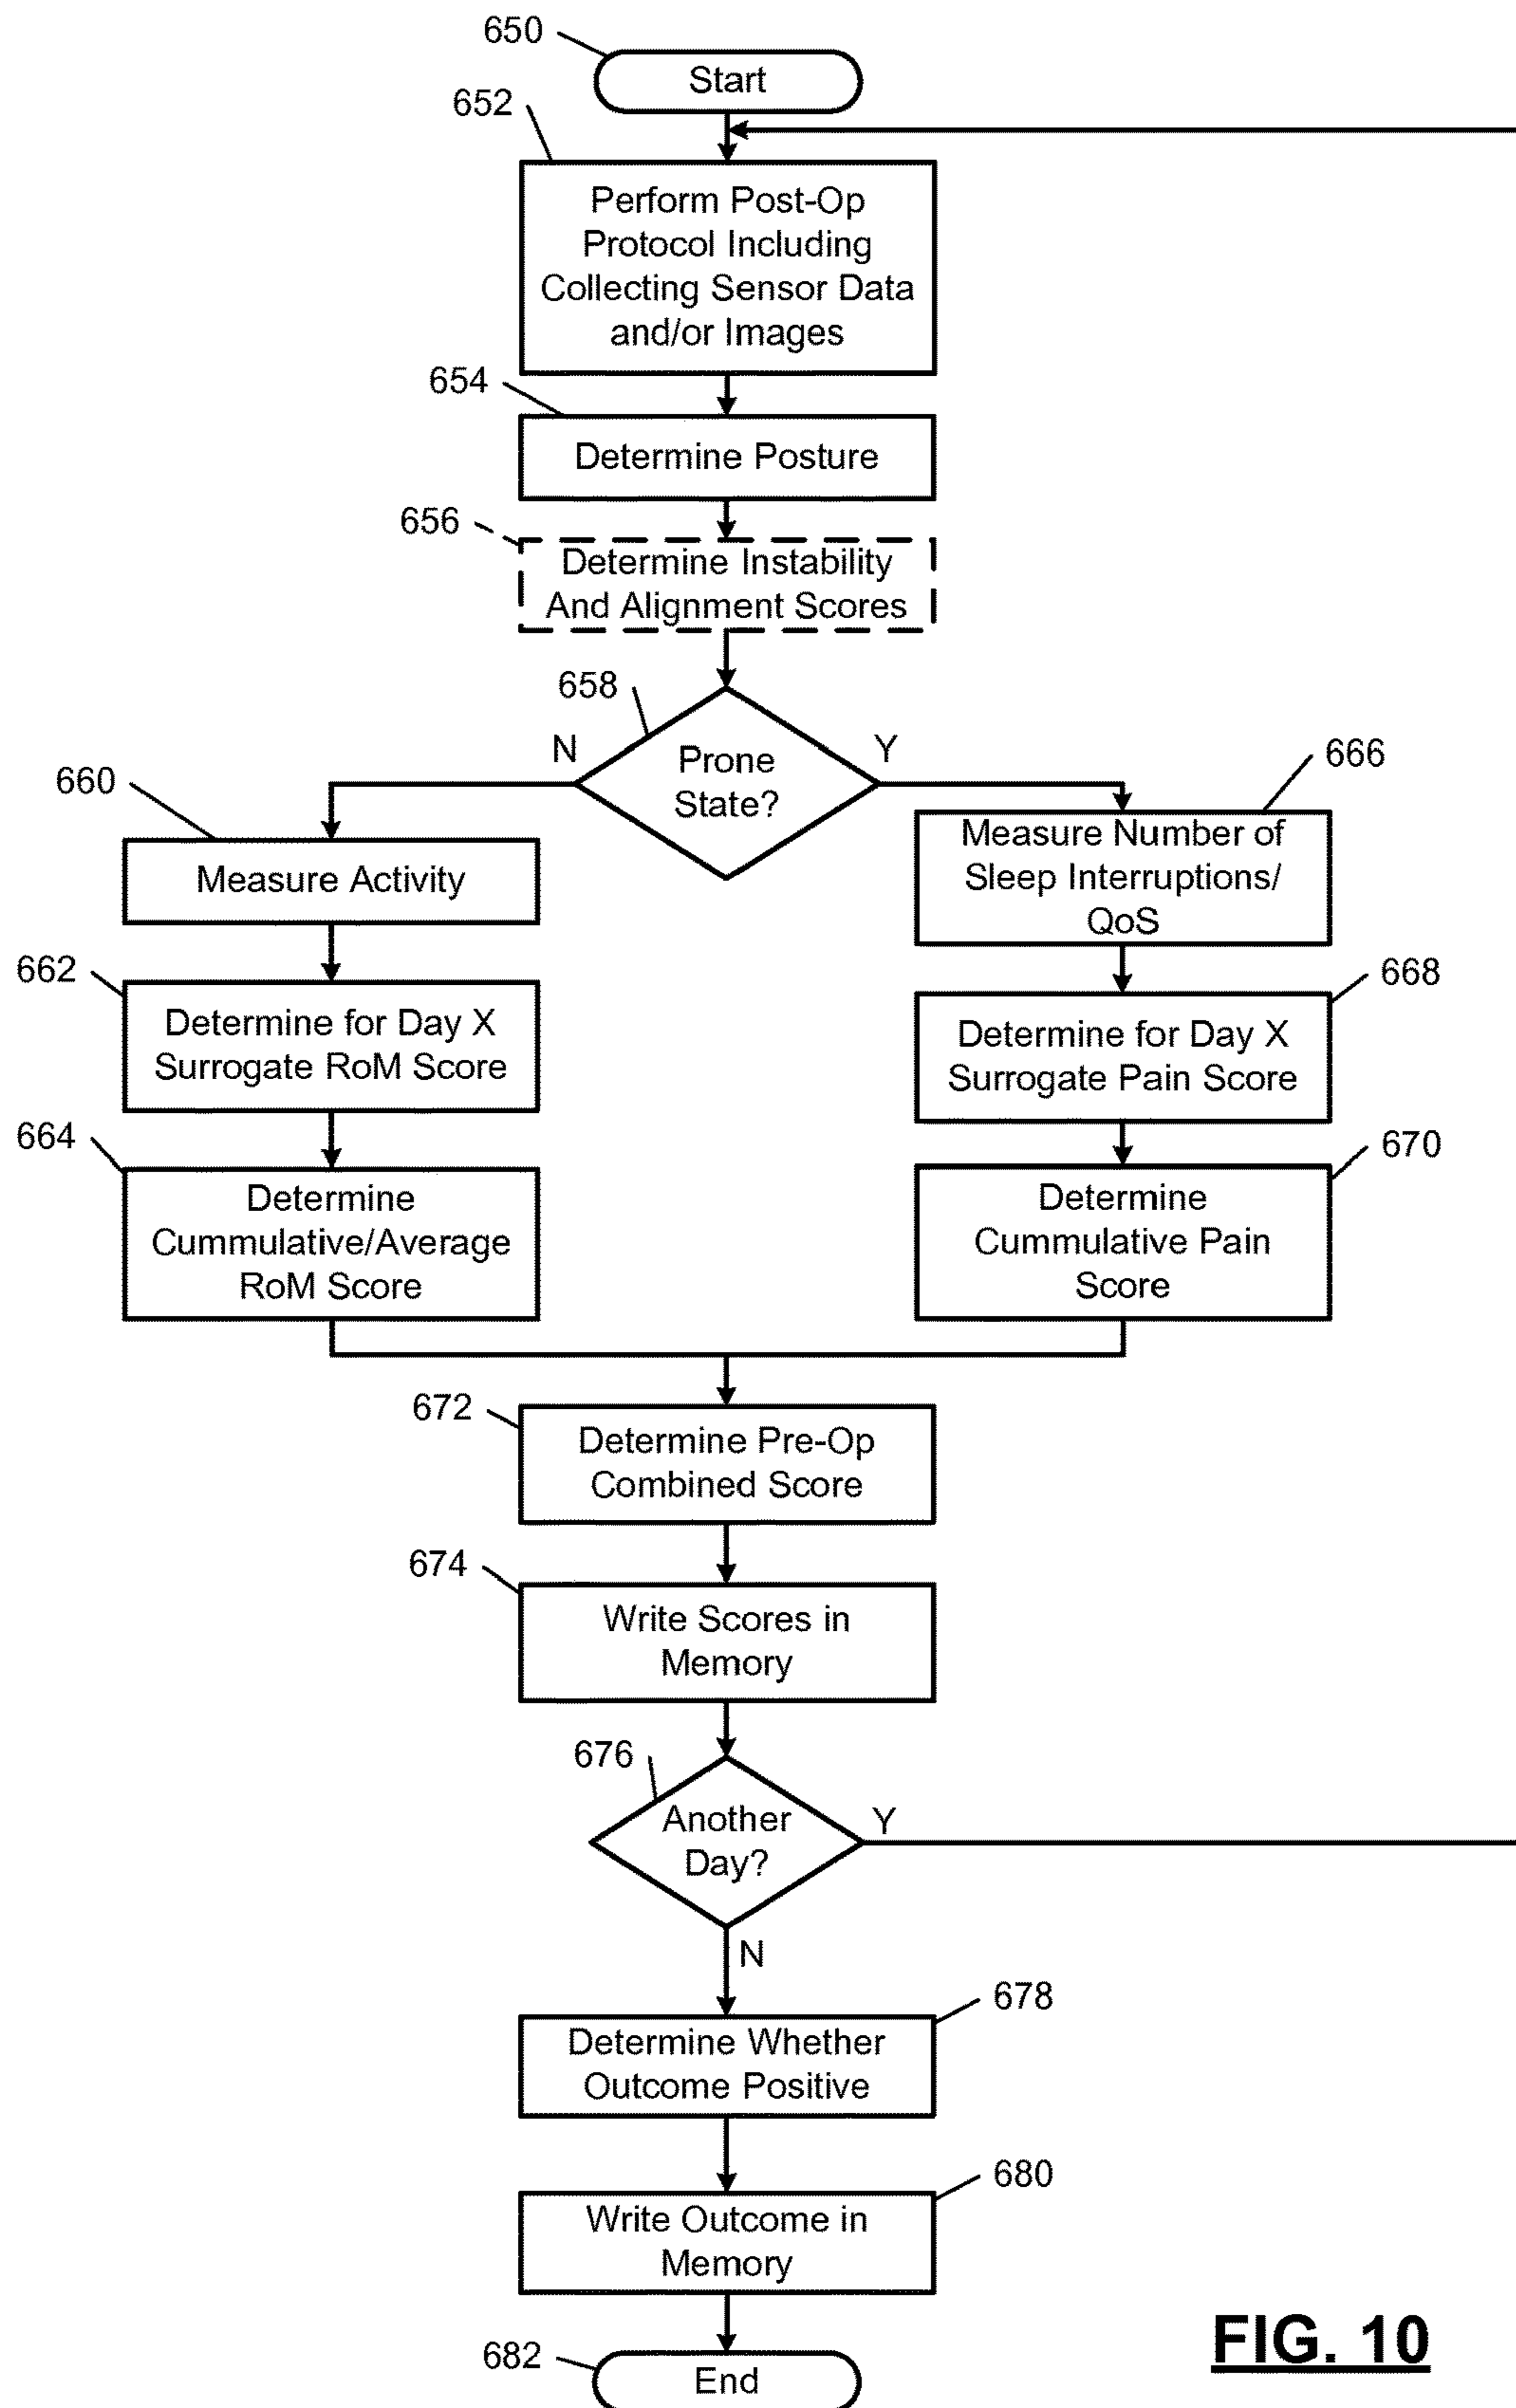 650
Start
652
Perform Post-Op
Protocol Including
Collecting Sensor Data
and/or Images
654
Determine Posture
656
Determine Instability
And Alignment Scores
658
Prone
State?
N
Y
660
Measure Activity
662
Determine for Day X
Surrogate RoM Score
664
Determine
Cummulative/Average
RoM Score
666
Measure Number of
Sleep Interruptions/
QoS
668
Determine for Day X
Surrogate Pain Score
670
Determine
Cummulative Pain
Score
672
Determine Pre-Op
Combined Score
674
Write Scores in
Memory
676
Another
Day?
Y
N
678
Determine Whether
Outcome Positive
680
Write Outcome in
Memory
682
End
FIG. 10